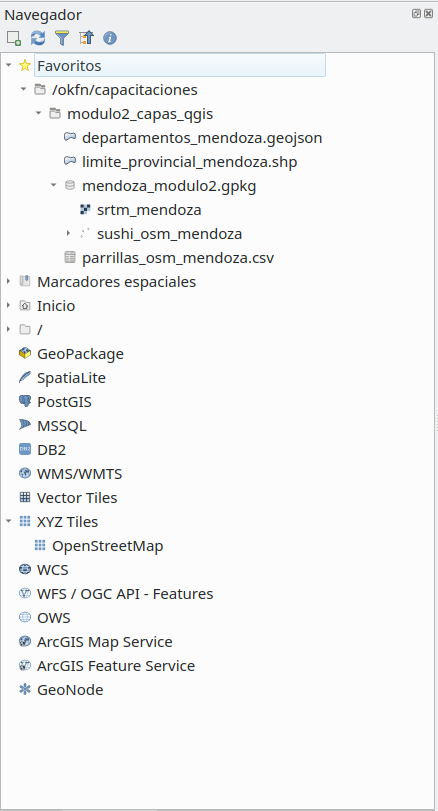 Navegador
Favoritos
/okfn/capacitaciones
modulo2_capas_qgis
departamentos_mendoza.geojson
limite_provincial_mendoza.shp
mendoza_modulo2.gpkg
srtm_mendoza
sushi_osm_mendoza
parrillas_osm_mendoza.csv
Marcadores espaciales
Inicio
/
GeoPackage
SpatiaLite
PostGIS
MSSQL
DB2
WMS/WMTS
Vector Tiles
XYZ Tiles
OpenStreetMap
WCS
WFS / OGC API - Features
OWS
ArcGIS Map Service
ArcGIS Feature Service
GeoNode